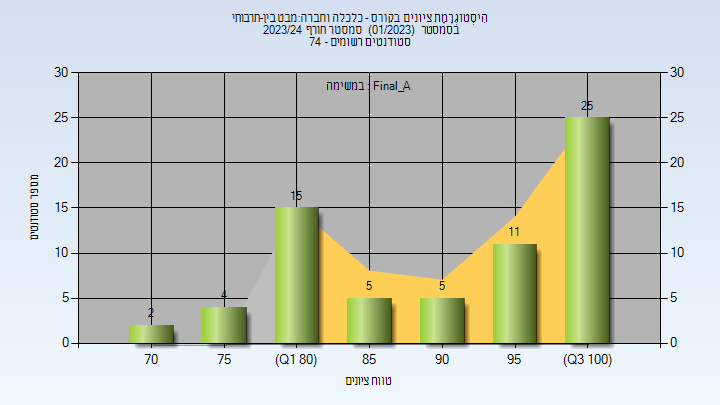 היסטוגרמת ציונים בקורס - כלכלה וחברה:מבט בין-תרבותי
בסמסטר (01/2023) סמסטר חורף 2023/24
סטודנטים רשומים - 74
במשימה : Final_A
30 30
25 25
20 20
15 15
10 10
5 5
0 0
2 4 15 5 5 11 25
70 75 (Q1 80) 85 90 95 (Q3 100)
מספר סטודנטים
טווח ציונים